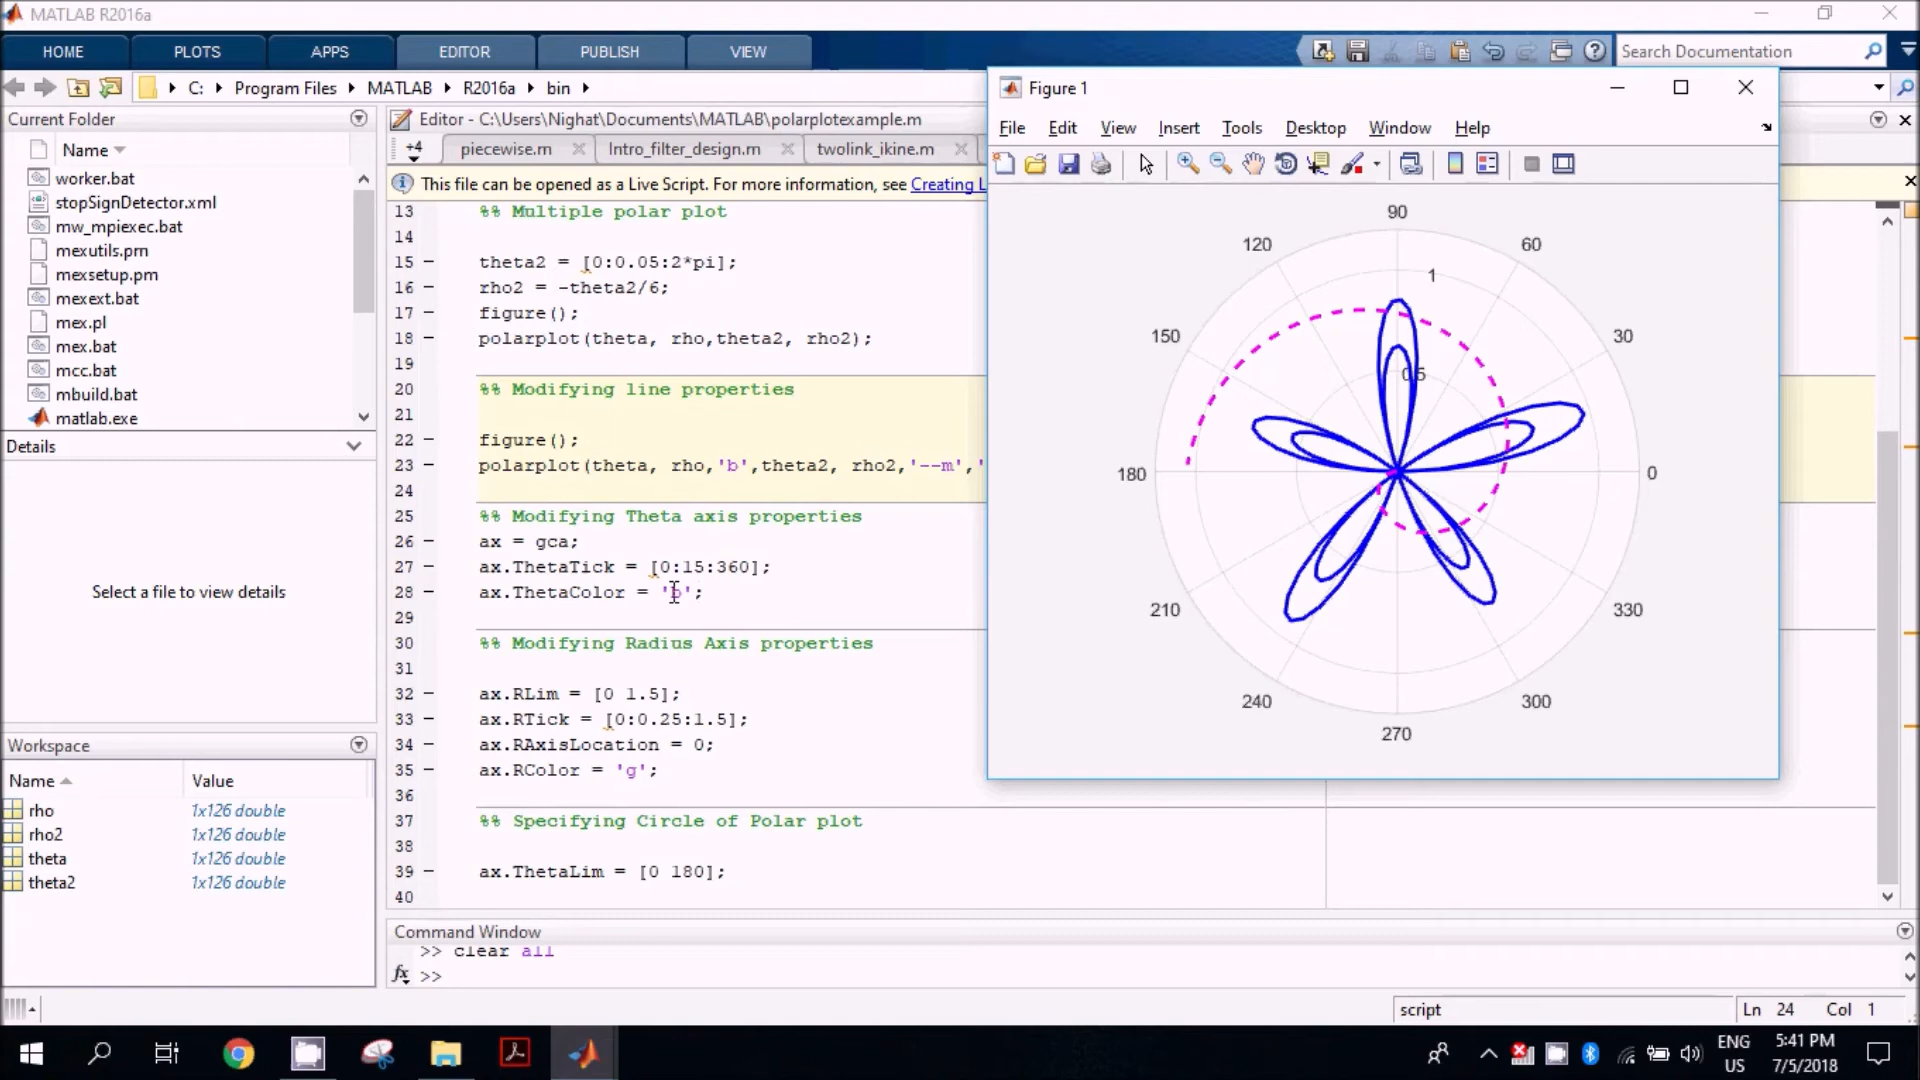 MATLAB R2016a
HOME PLOTS APPS EDITOR PUBLISH VIEW
Search Documentation
C: Program Files MATLAB R2016a bin
Current Folder
Name
worker.bat
stopSignDetector.xml
mw_mpiexec.bat
mexutils.pm
mexsetup.pm
mexext.bat
mex.pl
mex.bat
mcc.bat
mbuild.bat
matlab.exe
Details
Select a file to view details
Workspace
Name Value
rho 1x126 double
rho2 1x126 double
theta 1x126 double
theta2 1x126 double
Editor - C:\Users\Nighat\Documents\MATLAB\polarplotexample.m
+4 piecewise.m Intro_filter_design.m twolink_ikine.m
This file can be opened as a Live Script. For more information, see Creating L
13 %% Multiple polar plot
14
15 theta2 = [0:0.05:2*pi];
16 rho2 = -theta2/6;
17 figure();
18 polarplot(theta, rho,theta2, rho2);
19
20 %% Modifying line properties
21
22 figure();
23 polarplot(theta, rho,'b',theta2, rho2,'--m','
24
25 %% Modifying Theta axis properties
26 ax = gca;
27 ax.ThetaTick = [0:15:360];
28 ax.ThetaColor = 'b';
29
30 %% Modifying Radius Axis properties
31
32 ax.RLim = [0 1.5];
33 ax.RTick = [0:0.25:1.5];
34 ax.RAxisLocation = 0;
35 ax.RColor = 'g';
36
37 %% Specifying Circle of Polar plot
38
39 ax.ThetaLim = [0 180];
40
Command Window
>> clear all
fx >>
Figure 1
File Edit View Insert Tools Desktop Window Help
90
120 60
1
150 30
0.5
180 0
210 330
240 300
270
script Ln 24 Col 1
ENG
US
5:41 PM
7/5/2018